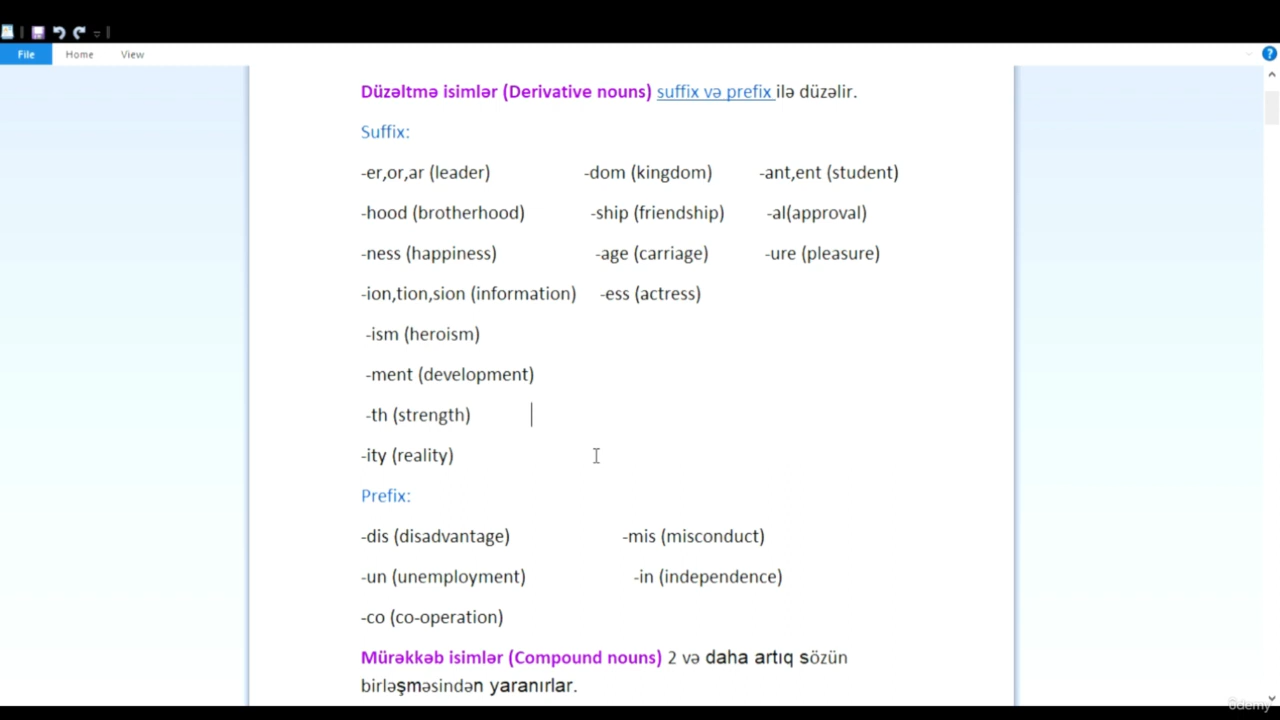 File Home View
Düzəltmə isimlər (Derivative nouns) suffix və prefix ilə düzəlir.
Suffix:
-er,or,ar (leader) -dom (kingdom) -ant,ent (student)
-hood (brotherhood) -ship (friendship) -al(approval)
-ness (happiness) -age (carriage) -ure (pleasure)
-ion,tion,sion (information) -ess (actress)
-ism (heroism)
-ment (development)
-th (strength)
-ity (reality)
Prefix:
-dis (disadvantage) -mis (misconduct)
-un (unemployment) -in (independence)
-co (co-operation)
Mürəkkəb isimlər (Compound nouns) 2 və daha artıq sözün
birləşməsindən yaranırlar.
ûdemy